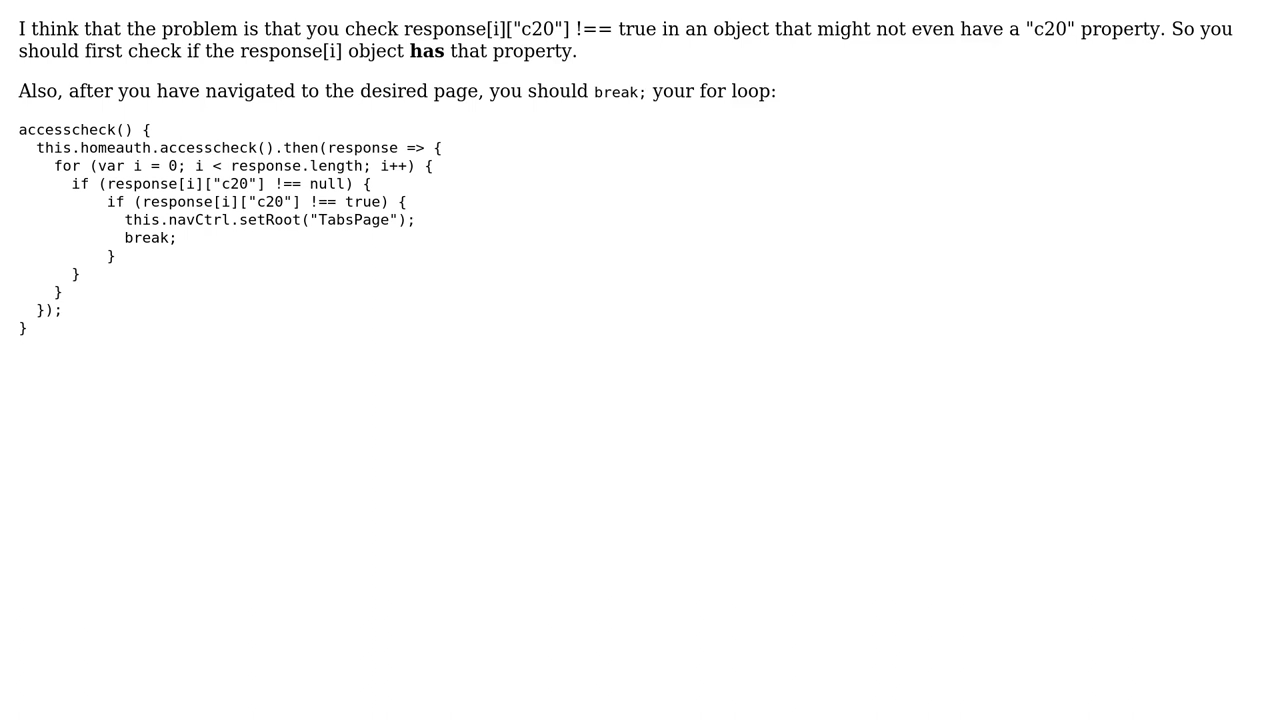 I think that the problem is that you check response[i]["c20"] !== true in an object that might not even have a "c20" property. So you
should first check if the response[i] object has that property.
Also, after you have navigated to the desired page, you should break; your for loop:
accesscheck() {
  this.homeauth.accesscheck().then(response => {
    for (var i = 0; i < response.length; i++) {
      if (response[i]["c20"] !== null) {
          if (response[i]["c20"] !== true) {
            this.navCtrl.setRoot("TabsPage");
            break;
          }
      }
    }
  });
}